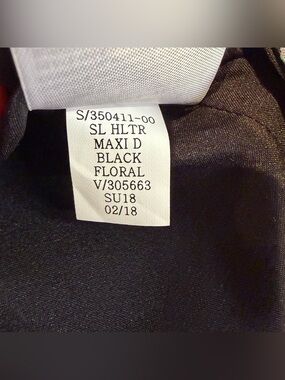 S/350411-00
SL HLTR
MAXI D
BLACK
FLORAL
V/305663
SU18
02/18